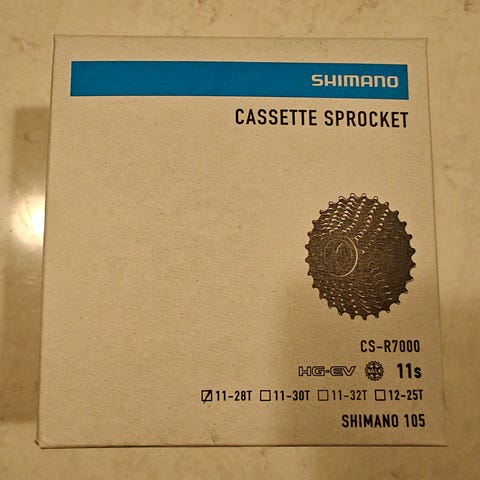 SHIMANO
CASSETTE SPROCKET
CS-R7000
HG-EV 11s
☑11-28T ☐11-30T ☐11-32T ☐12-25T
SHIMANO 105